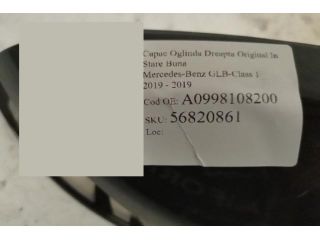 Capac Oglinda Dreapta Original In
Stare Buna
Mercedes-Benz GLB-Class 1
2019 - 2019
Cod OE: A0998108200
SKU: 56820861
Loc: